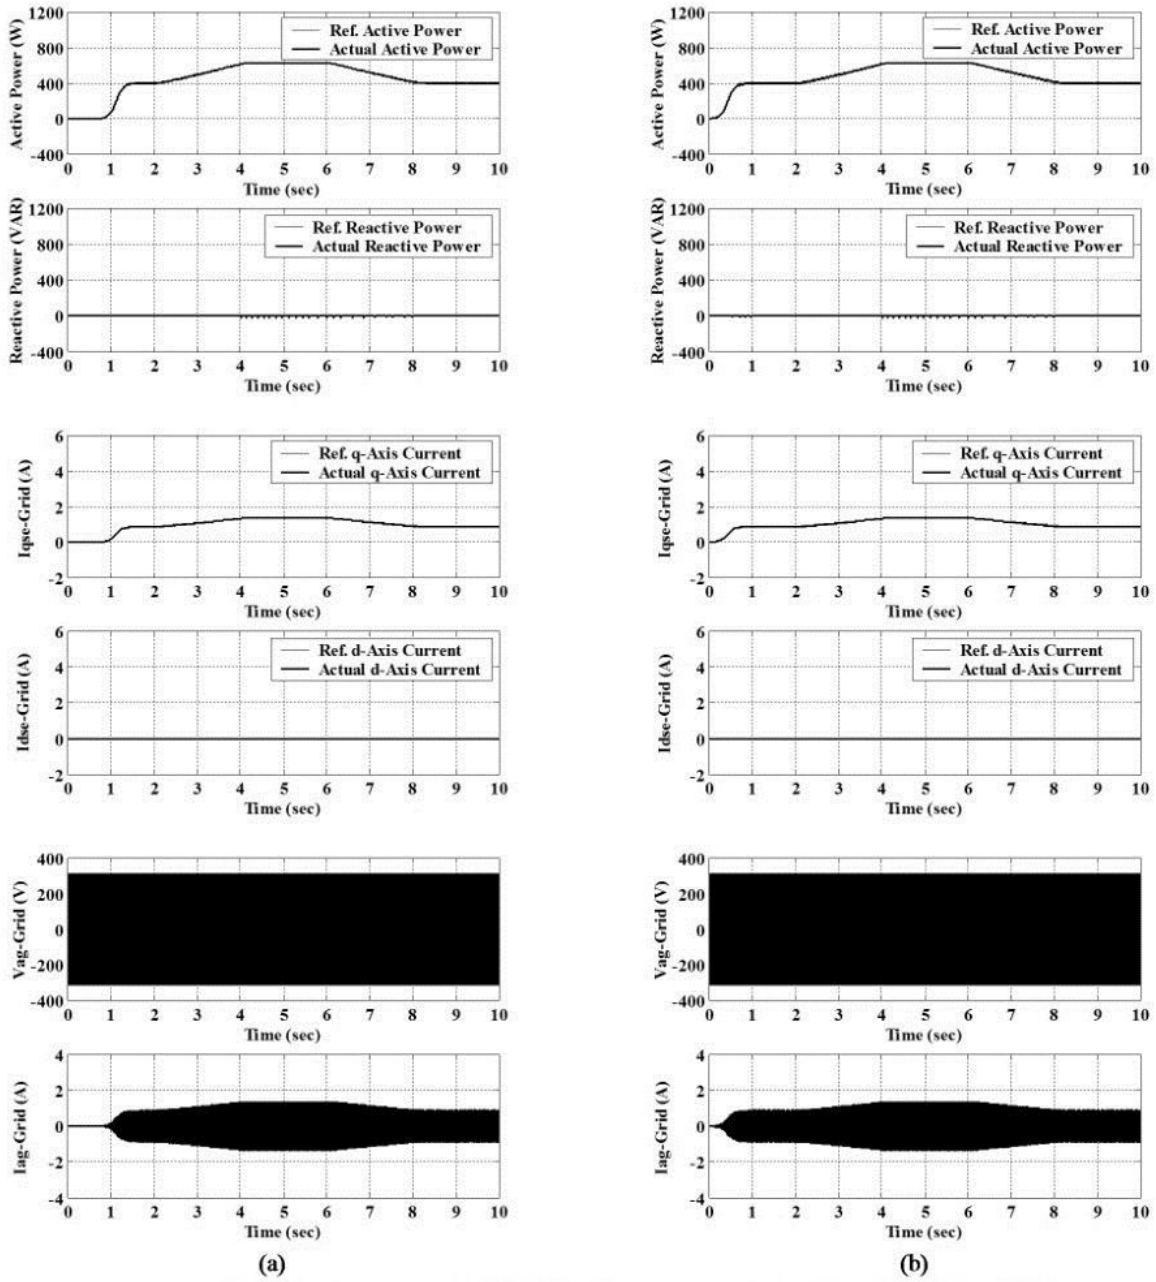 1200
800
400
0
-400
Active Power (W)
Ref. Active Power
Actual Active Power
0 1 2 3 4 5 6 7 8 9 10
Time (sec)
1200
800
400
0
-400
Reactive Power (VAR)
Ref. Reactive Power
Actual Reactive Power
0 1 2 3 4 5 6 7 8 9 10
Time (sec)
6
4
2
0
-2
Iqse-Grid (A)
Ref. q-Axis Current
Actual q-Axis Current
0 1 2 3 4 5 6 7 8 9 10
Time (sec)
6
4
2
0
-2
Idse-Grid (A)
Ref. d-Axis Current
Actual d-Axis Current
0 1 2 3 4 5 6 7 8 9 10
Time (sec)
400
200
0
-200
-400
Vag-Grid (V)
0 1 2 3 4 5 6 7 8 9 10
Time (sec)
4
2
0
-2
-4
Iag-Grid (A)
0 1 2 3 4 5 6 7 8 9 10
Time (sec)
(a)
1200
800
400
0
-400
Active Power (W)
Ref. Active Power
Actual Active Power
0 1 2 3 4 5 6 7 8 9 10
Time (sec)
1200
800
400
0
-400
Reactive Power (VAR)
Ref. Reactive Power
Actual Reactive Power
0 1 2 3 4 5 6 7 8 9 10
Time (sec)
6
4
2
0
-2
Iqse-Grid (A)
Ref. q-Axis Current
Actual q-Axis Current
0 1 2 3 4 5 6 7 8 9 10
Time (sec)
6
4
2
0
-2
Idse-Grid (A)
Ref. d-Axis Current
Actual d-Axis Current
0 1 2 3 4 5 6 7 8 9 10
Time (sec)
400
200
0
-200
-400
Vag-Grid (V)
0 1 2 3 4 5 6 7 8 9 10
Time (sec)
4
2
0
-2
-4
Iag-Grid (A)
0 1 2 3 4 5 6 7 8 9 10
Time (sec)
(b)